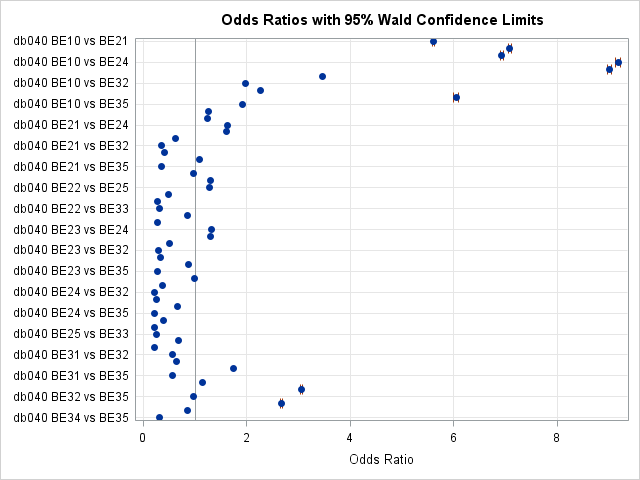 Odds Ratios with 95% Wald Confidence Limits
db040 BE10 vs BE21
db040 BE10 vs BE24
db040 BE10 vs BE32
db040 BE10 vs BE35
db040 BE21 vs BE24
db040 BE21 vs BE32
db040 BE21 vs BE35
db040 BE22 vs BE25
db040 BE22 vs BE33
db040 BE23 vs BE24
db040 BE23 vs BE32
db040 BE23 vs BE35
db040 BE24 vs BE32
db040 BE24 vs BE35
db040 BE25 vs BE33
db040 BE31 vs BE32
db040 BE31 vs BE35
db040 BE32 vs BE35
db040 BE34 vs BE35
0 2 4 6 8
Odds Ratio